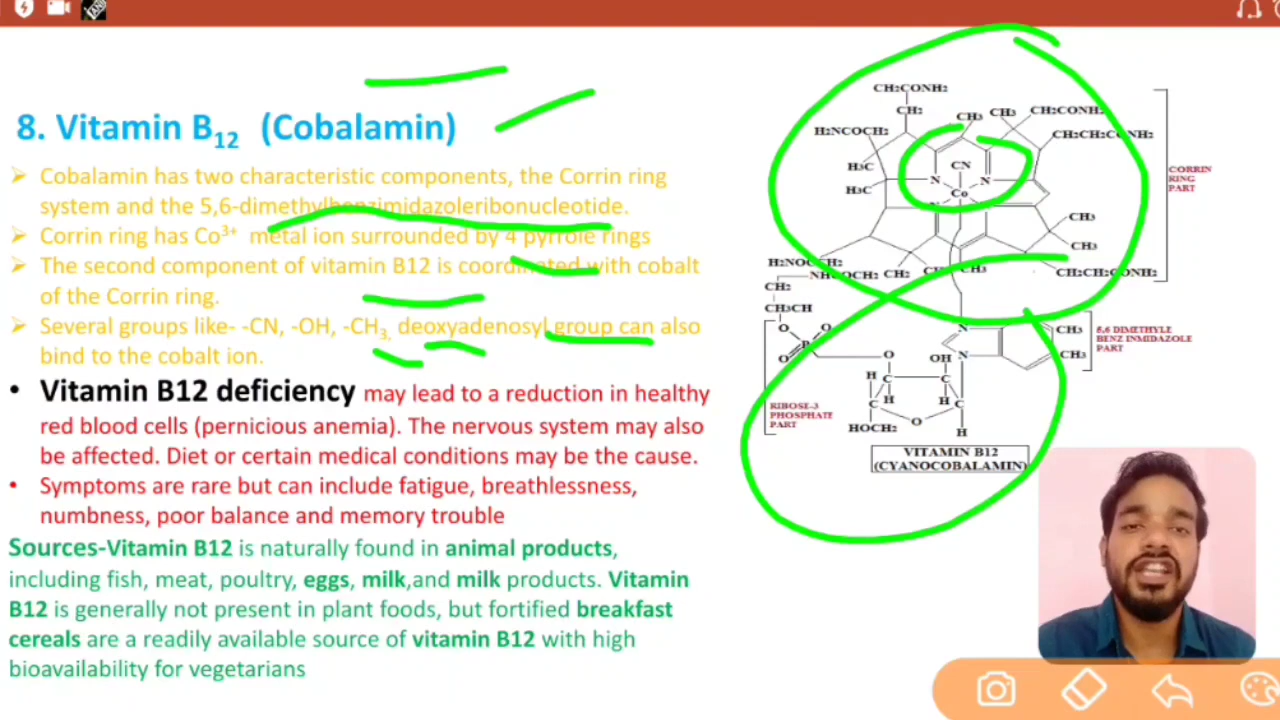 8. Vitamin B12 (Cobalamin)
Cobalamin has two characteristic components, the Corrin ring
system and the 5,6-dimethylbenzimidazoleribonucleotide.
Corrin ring has Co³⁺ metal ion surrounded by 4 pyrrole rings
The second component of vitamin B12 is coordinated with cobalt
of the Corrin ring.
Several groups like- -CN, -OH, -CH3, deoxyadenosyl group can also
bind to the cobalt ion.
• Vitamin B12 deficiency may lead to a reduction in healthy
red blood cells (pernicious anemia). The nervous system may also
be affected. Diet or certain medical conditions may be the cause.
• Symptoms are rare but can include fatigue, breathlessness,
numbness, poor balance and memory trouble
Sources-Vitamin B12 is naturally found in animal products,
including fish, meat, poultry, eggs, milk,and milk products. Vitamin
B12 is generally not present in plant foods, but fortified breakfast
cereals are a readily available source of vitamin B12 with high
bioavailability for vegetarians
CH2CONH2
CH2
CH3
CH3
CH2CONH2
H2NCOCH2
CH2CH2CONH2
H3C
CN
H3C
N
N
Co
CORRIN
RING
PART
CH3
CH3
CH2
CH3
CH2CH2CONH2
CH2
CH3CH
O
O
P
O
N
CH3
CH3
5,6 DIMETHYLE
BENZ INMIDAZOLE
PART
O
OH
N
H
C
C
H
H
C
C
O
H
HOCH2
RIBOSE-3
PHOSPHATE
PART
VITAMIN B12
(CYANOCOBALAMIN)